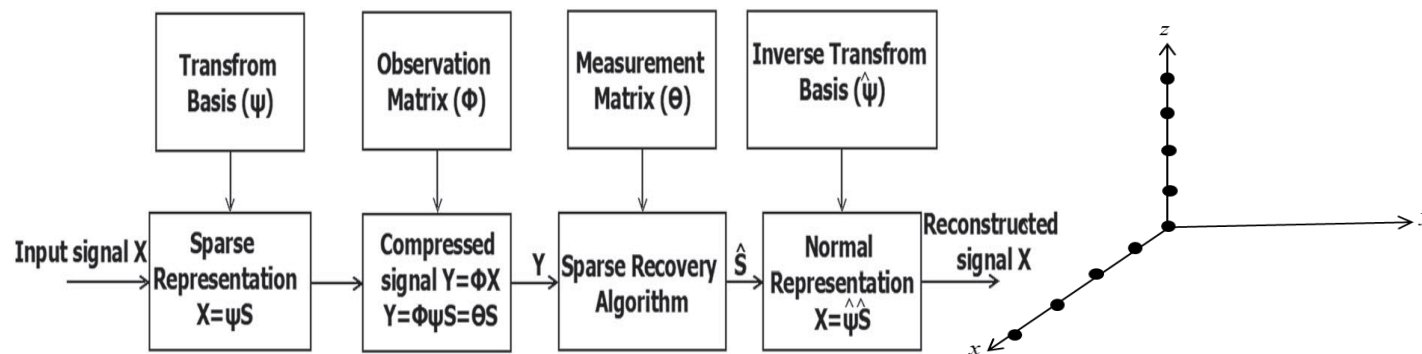 Transfrom
Basis (ψ)
Observation
Matrix (Φ)
Measurement
Matrix (Θ)
Inverse Transfrom
Basis (ψ̂)
Input signal X
Sparse
Representation
X=ψS
Compressed
signal Y=ΦX
Y=ΦψS=ΘS
Y
Sparse Recovery
Algorithm
Ŝ
Normal
Representation
X=ψ̂Ŝ
Reconstructed
signal X
z
x